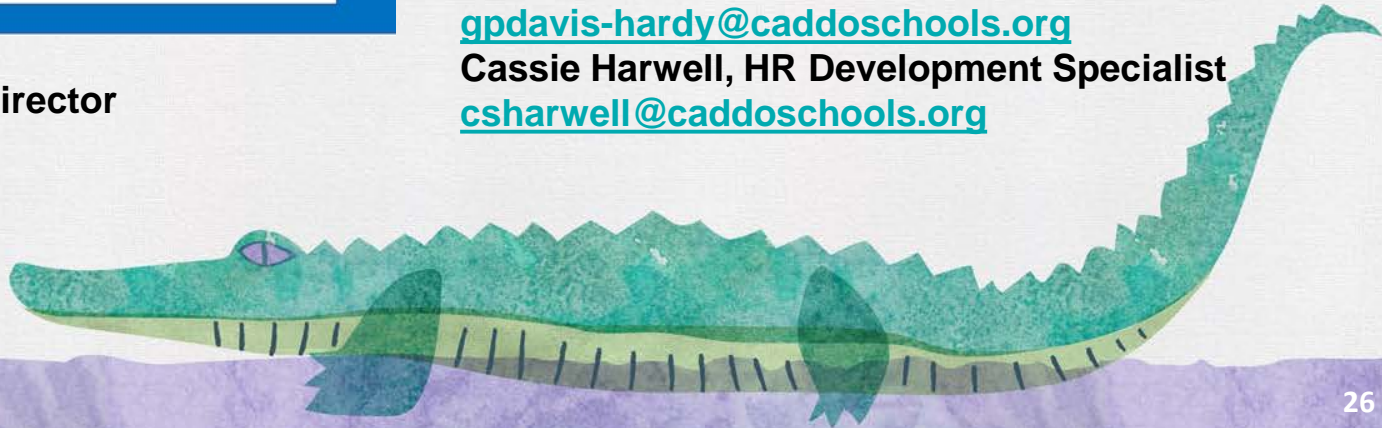 gpdavis-hardy@caddoschools.org
Cassie Harwell, HR Development Specialist
csharwell@caddoschools.org
irector
26